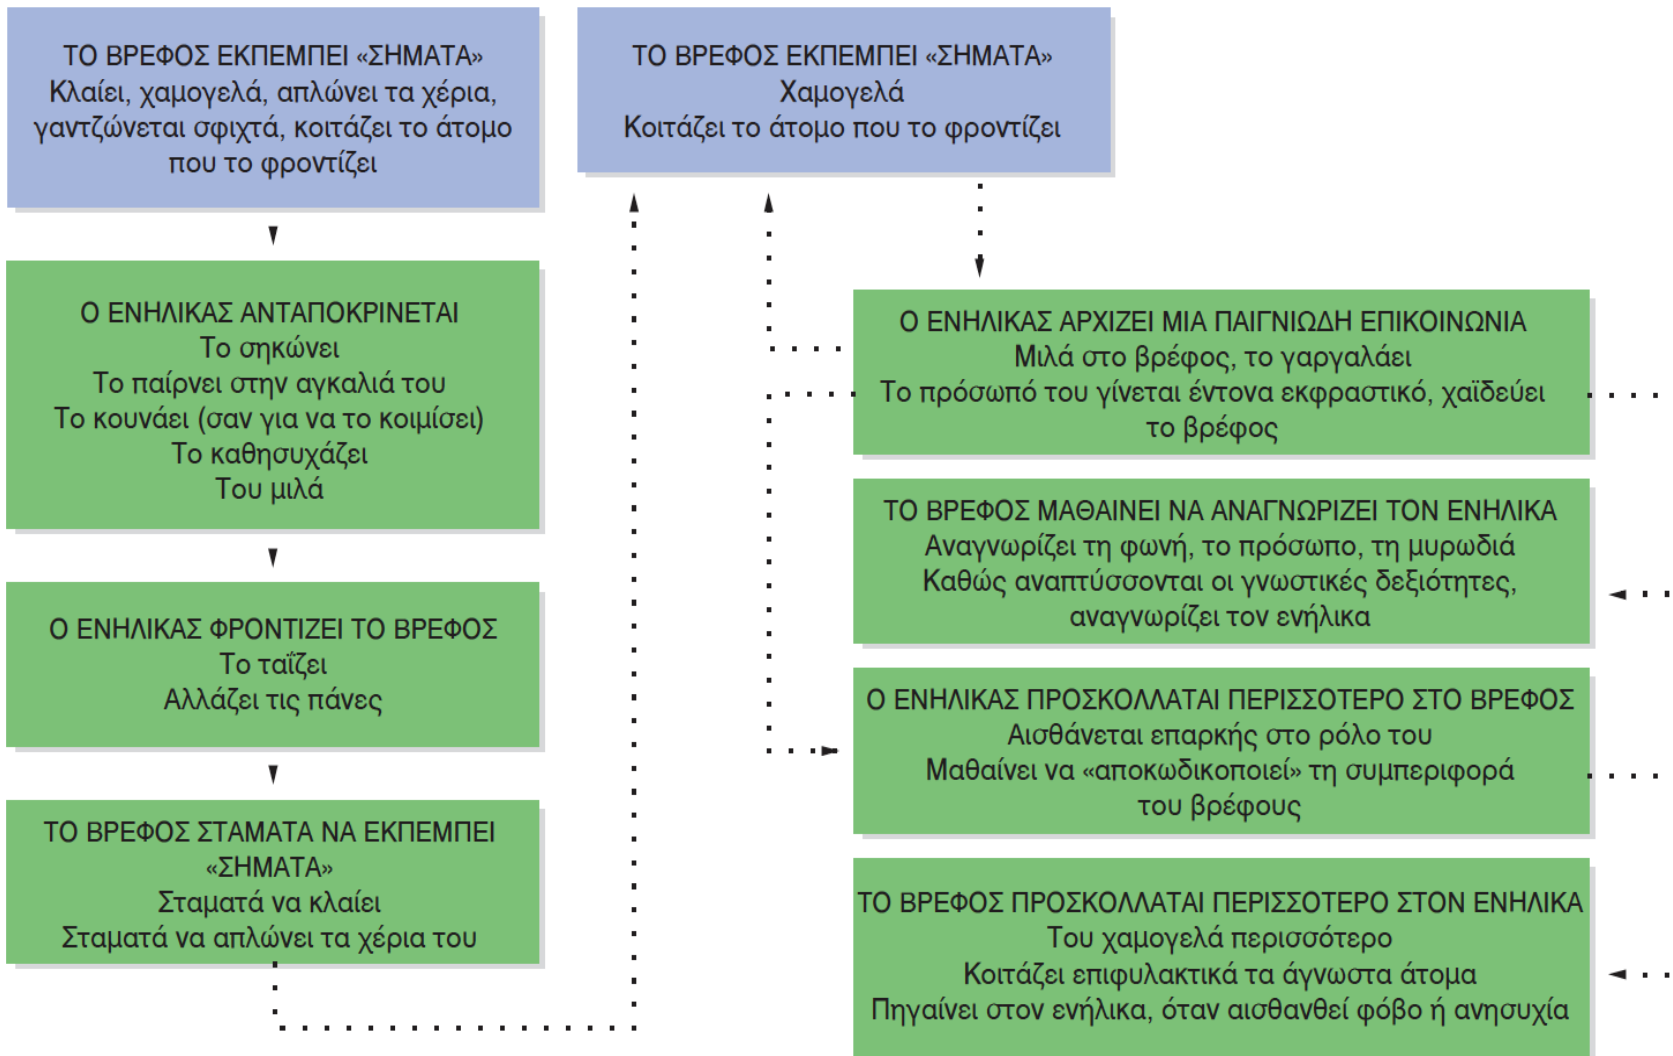 ΤΟ ΒΡΕΦΟΣ ΕΚΠΕΜΠΕΙ «ΣΗΜΑΤΑ»
Κλαίει, χαμογελά, απλώνει τα χέρια,
γαντζώνεται σφιχτά, κοιτάζει το άτομο
που το φροντίζει
Ο ΕΝΗΛΙΚΑΣ ΑΝΤΑΠΟΚΡΙΝΕΤΑΙ
Το σηκώνει
Το παίρνει στην αγκαλιά του
Το κουνάει (σαν για να το κοιμίσει)
Το καθησυχάζει
Του μιλά
Ο ΕΝΗΛΙΚΑΣ ΦΡΟΝΤΙΖΕΙ ΤΟ ΒΡΕΦΟΣ
Το ταΐζει
Αλλάζει τις πάνες
ΤΟ ΒΡΕΦΟΣ ΣΤΑΜΑΤΑ ΝΑ ΕΚΠΕΜΠΕΙ
«ΣΗΜΑΤΑ»
Σταματά να κλαίει
Σταματά να απλώνει τα χέρια του
ΤΟ ΒΡΕΦΟΣ ΕΚΠΕΜΠΕΙ «ΣΗΜΑΤΑ»
Χαμογελά
Κοιτάζει το άτομο που το φροντίζει
Ο ΕΝΗΛΙΚΑΣ ΑΡΧΙΖΕΙ ΜΙΑ ΠΑΙΓΝΙΩΔΗ ΕΠΙΚΟΙΝΩΝΙΑ
Μιλά στο βρέφος, το γαργαλάει
Το πρόσωπό του γίνεται έντονα εκφραστικό, χαϊδεύει
το βρέφος
ΤΟ ΒΡΕΦΟΣ ΜΑΘΑΙΝΕΙ ΝΑ ΑΝΑΓΝΩΡΙΖΕΙ ΤΟΝ ΕΝΗΛΙΚΑ
Αναγνωρίζει τη φωνή, το πρόσωπο, τη μυρωδιά
Καθώς αναπτύσσονται οι γνωστικές δεξιότητες,
αναγνωρίζει τον ενήλικα
Ο ΕΝΗΛΙΚΑΣ ΠΡΟΣΚΟΛΛΑΤΑΙ ΠΕΡΙΣΣΟΤΕΡΟ ΣΤΟ ΒΡΕΦΟΣ
Αισθάνεται επαρκής στο ρόλο του
Μαθαίνει να «αποκωδικοποιεί» τη συμπεριφορά
του βρέφους
ΤΟ ΒΡΕΦΟΣ ΠΡΟΣΚΟΛΛΑΤΑΙ ΠΕΡΙΣΣΟΤΕΡΟ ΣΤΟΝ ΕΝΗΛΙΚΑ
Του χαμογελά περισσότερο
Κοιτάζει επιφυλακτικά τα άγνωστα άτομα
Πηγαίνει στον ενήλικα, όταν αισθανθεί φόβο ή ανησυχία